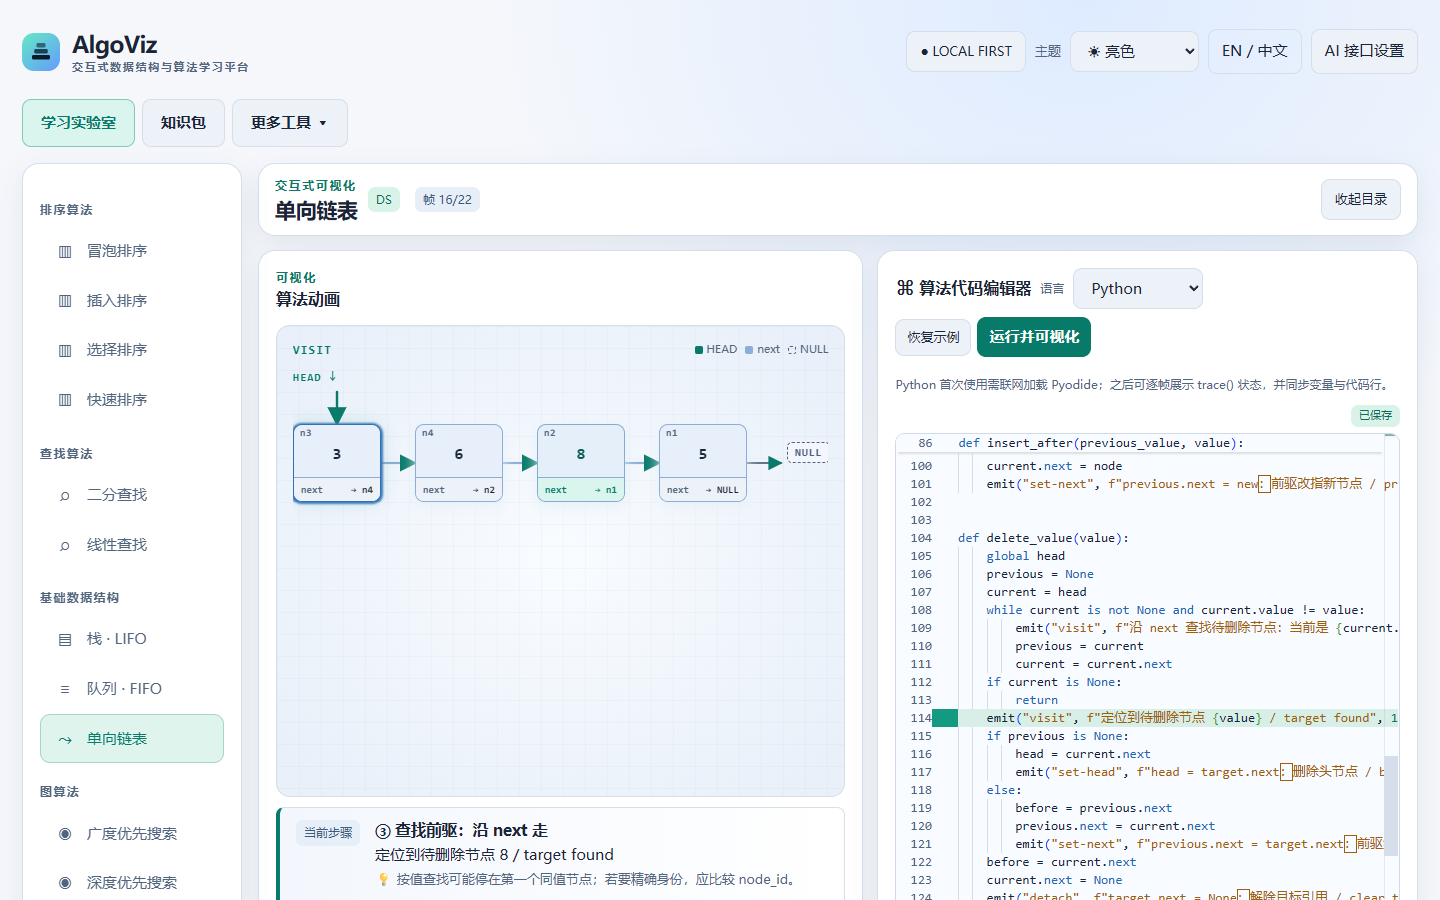 AlgoViz
交互式数据结构与算法学习平台
● LOCAL FIRST
主题
☀ 亮色
EN / 中文
AI 接口设置
学习实验室
知识包
更多工具 ▾
排序算法
冒泡排序
插入排序
选择排序
快速排序
查找算法
二分查找
线性查找
基础数据结构
栈 · LIFO
队列 · FIFO
单向链表
图算法
广度优先搜索
深度优先搜索
交互式可视化
单向链表
DS
帧 16/22
收起目录
可视化
算法动画
VISIT
HEAD
next
NULL
HEAD ↓
n3
3
next → n4
n4
6
next → n2
n2
8
next → n1
n1
5
next → NULL
NULL
当前步骤
③ 查找前驱：沿 next 走
定位到待删除节点 8 / target found
💡 按值查找可能停在第一个同值节点；若要精确身份，应比较 node_id。
⌘ 算法代码编辑器
语言
Python
恢复示例
运行并可视化
Python 首次使用需联网加载 Pyodide；之后可逐帧展示 trace() 状态，并同步变量与代码行。
已保存
86 def insert_after(previous_value, value):
100 current.next = node
101 emit("set-next", f"previous.next = new：前驱改指新节点 / pr
102
103
104 def delete_value(value):
105 global head
106 previous = None
107 current = head
108 while current is not None and current.value != value:
109 emit("visit", f"沿 next 查找待删除节点：当前是 {current.
110 previous = current
111 current = current.next
112 if current is None:
113 return
114 emit("visit", f"定位到待删除节点 {value} / target found", 1
115 if previous is None:
116 head = current.next
117 emit("set-head", f"head = target.next：删除头节点 / b
118 else:
119 before = previous.next
120 previous.next = current.next
121 emit("set-next", f"previous.next = target.next：前驱
122 before = current.next
123 current.next = None
124 emit("detach", f"target.next = None：解除目标引用 / clear t